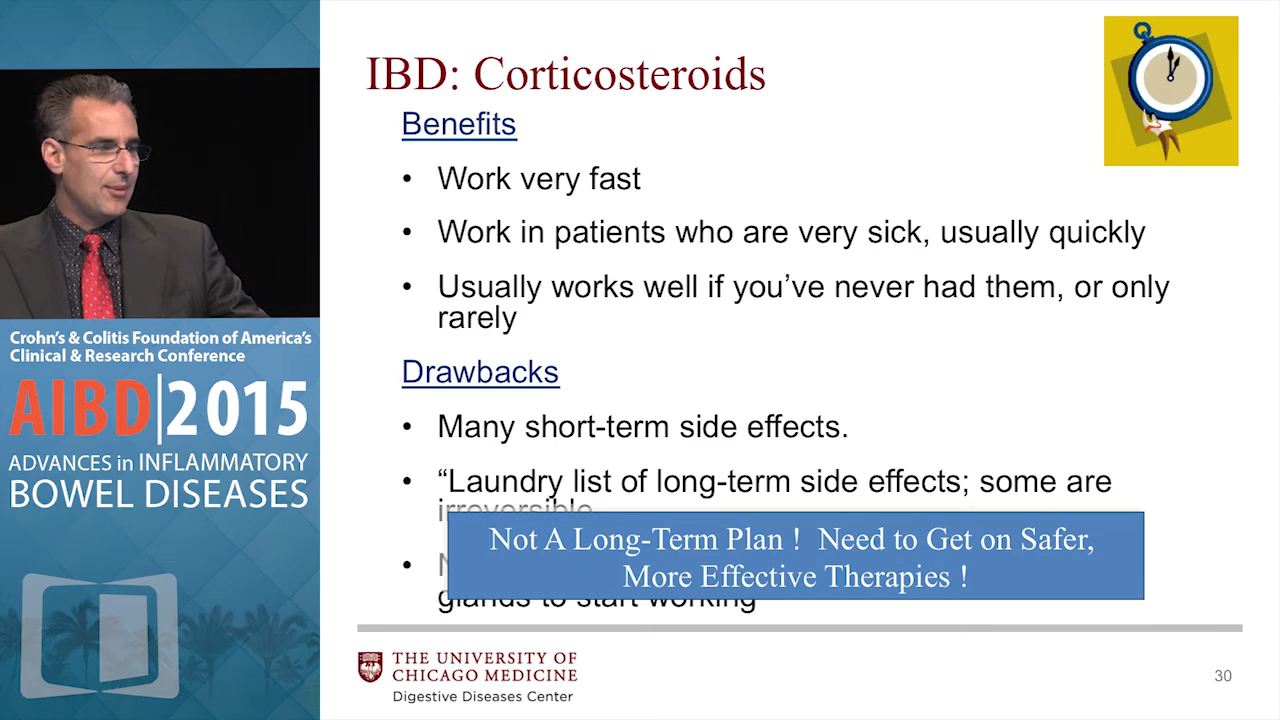 IBD: Corticosteroids
Benefits
• Work very fast
• Work in patients who are very sick, usually quickly
• Usually works well if you’ve never had them, or only
rarely
Drawbacks
• Many short-term side effects.
• “Laundry list of long-term side effects; some are
irreversible
Not A Long-Term Plan ! Need to Get on Safer,
More Effective Therapies !
glands to start working
THE UNIVERSITY OF
CHICAGO MEDICINE
Digestive Diseases Center
30
Crohn’s & Colitis Foundation of America’s
Clinical & Research Conference
AIBD|2015
ADVANCES in INFLAMMATORY
BOWEL DISEASES